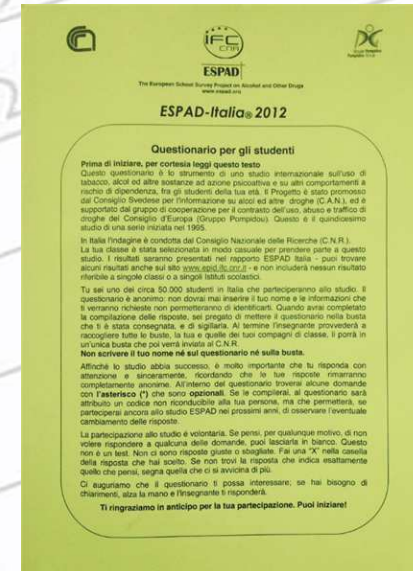 IFC
CNR
ESPAD
The European School Survey Project on Alcohol and Other Drugs
www.espad.org
ESPAD-Italia® 2012
Questionario per gli studenti
Prima di iniziare, per cortesia leggi questo testo
Questo questionario è lo strumento di uno studio internazionale sull'uso di
tabacco, alcol ed altre sostanze ad azione psicoattiva e su altri comportamenti a
rischio di dipendenza, fra gli studenti della tua età. Il Progetto è stato promosso
dal Consiglio Svedese per l'informazione su alcol ed altre droghe (C.A.N.), ed è
supportato dal gruppo di cooperazione per il contrasto dell'uso, abuso e traffico di
droghe del Consiglio d'Europa (Gruppo Pompidou). Questo è il quindicesimo
studio di una serie iniziata nel 1995.
In Italia l'indagine è condotta dal Consiglio Nazionale delle Ricerche (C.N.R.).
La tua classe è stata selezionata in modo casuale per prendere parte a questo
studio. I risultati saranno presentati nel rapporto ESPAD Italia - puoi trovare
alcuni risultati anche sul sito www.epid.ifc.cnr.it - e non includerà nessun risultato
riferibile a singole classi o a singoli istituti scolastici.
Tu sei uno dei circa 50.000 studenti in Italia che parteciperanno allo studio. Il
questionario è anonimo: non dovrai mai inserire il tuo nome e le informazioni che
ti verranno richieste non permetteranno di identificarti. Quando avrai completato
la compilazione delle risposte, sei pregato di mettere il questionario nella busta
che ti è stata consegnata, e di sigillarla. Al termine l'insegnante provvederà a
raccogliere tutte le buste, la tua e quelle dei tuoi compagni di classe, li porrà in
un'unica busta che poi verrà inviata al C.N.R.
Non scrivere il tuo nome né sul questionario né sulla busta.
Affinché lo studio abbia successo, è molto importante che tu risponda con
attenzione e sinceramente, ricordando che le tue risposte rimarranno
completamente anonime. All'interno del questionario troverai alcune domande
con l'asterisco (*) che sono opzionali. Se le compilerai, al questionario sarà
attribuito un codice non riconducibile alla tua persona, ma che permetterà, se
parteciperai ancora allo studio ESPAD nei prossimi anni, di osservare l'eventuale
cambiamento delle risposte.
La partecipazione allo studio è volontaria. Se pensi, per qualunque motivo, di non
volere rispondere a qualcuna delle domande, puoi lasciarla in bianco. Questo
non è un test. Non ci sono risposte giuste o sbagliate. Fai una "X" nella casella
della risposta che hai scelto. Se non trovi la risposta che indica esattamente
quello che pensi, segna quella che ci si avvicina di più.
Ci auguriamo che il questionario ti possa interessare; se hai bisogno di
chiarimenti, alza la mano e l'insegnante ti risponderà.
Ti ringraziamo in anticipo per la tua partecipazione. Puoi iniziare!